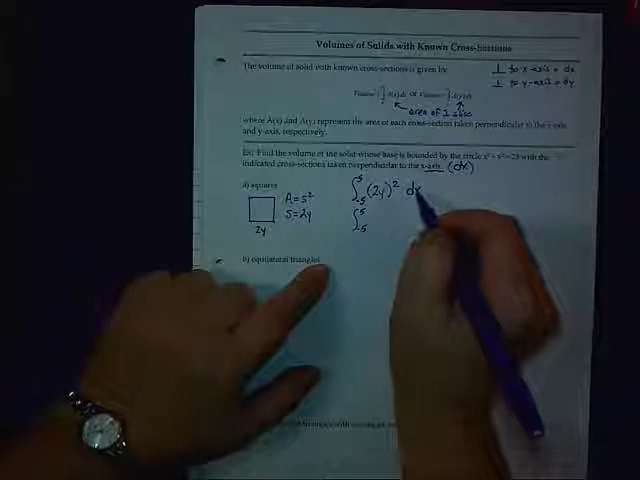 Volumes of Solids with Known Cross-Sections
The volume of solid with known cross-sections is given by:
⊥ to x-axis = dx
⊥ to y-axis = dy
area of 1 slice
where A(x) and A(y) represent the area of each cross-section taken perpendicular to the x-axis
and y-axis, respectively.
Ex: Find the volume of the solid whose base is bounded by the circle x² + y² = 25 with the
indicated cross-sections taken perpendicular to the x-axis. (dx)
a) squares
A = s²
S = 2y
2y
∫₋₅⁵ (2y)² dx
∫₋₅⁵
b) equilateral triangles